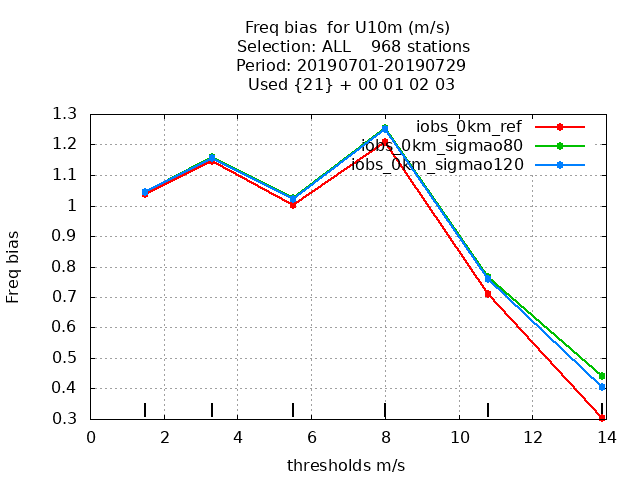 Freq bias  for U10m (m/s)
Selection: ALL    968 stations
Period: 20190701-20190729
Used {21} + 00 01 02 03
1.3
1.2
1.1
1
0.9
0.8
0.7
0.6
0.5
0.4
0.3
Freq bias
iobs_0km_ref
iobs_0km_sigmao80
iobs_0km_sigmao120
0 2 4 6 8 10 12 14
thresholds m/s